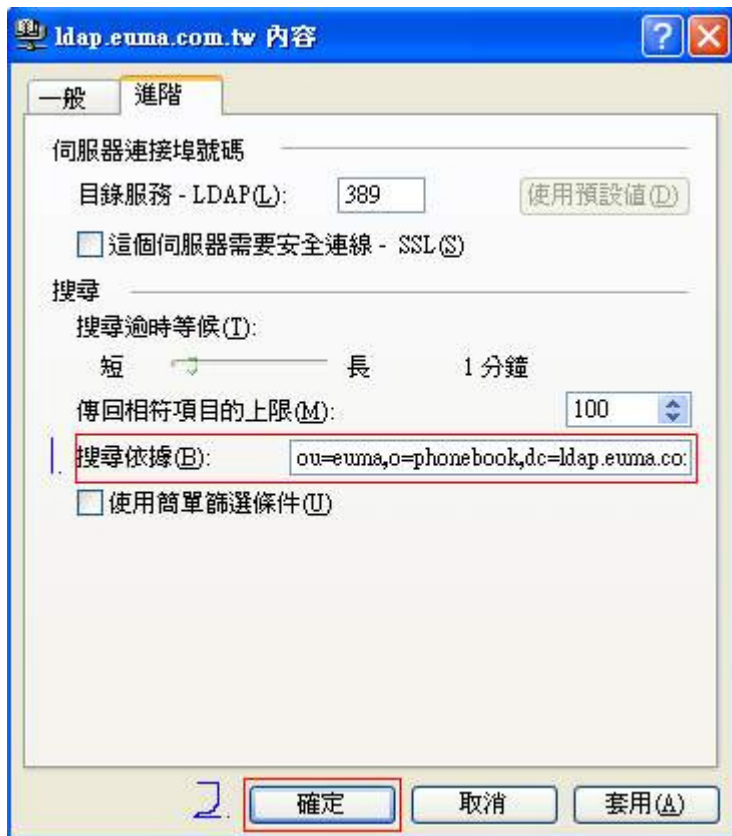 ldap.euma.com.tw 內容
一般 進階
伺服器連接埠號碼
目錄服務 - LDAP(L): 389 使用預設值(D)
這個伺服器需要安全連線 - SSL(S)
搜尋
搜尋逾時等候(T):
短 長 1 分鐘
傳回相符項目的上限(M): 100
1. 搜尋依據(B): ou=euma,o=phonebook,dc=ldap.euma.co
使用簡單篩選條件(U)
2. 確定 取消 套用(A)